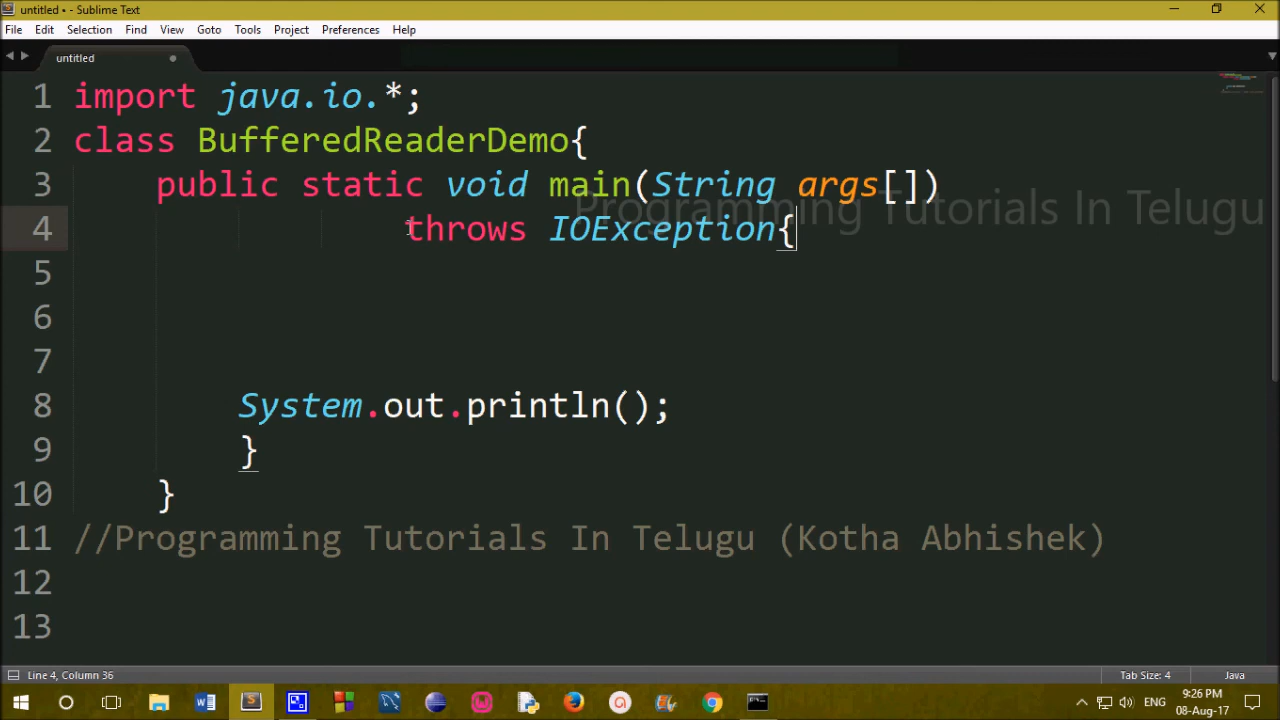 untitled • - Sublime Text
File Edit Selection Find View Goto Tools Project Preferences Help
untitled
1 import java.io.*;
2 class BufferedReaderDemo{
3 public static void main(String args[])
Programming Tutorials In Telugu
4 throws IOException{
5
6
7
8 System.out.println();
9 }
10 }
11 //Programming Tutorials In Telugu (Kotha Abhishek)
12
13
Line 4, Column 36 Tab Size: 4 Java
ENG 9:26 PM
08-Aug-17